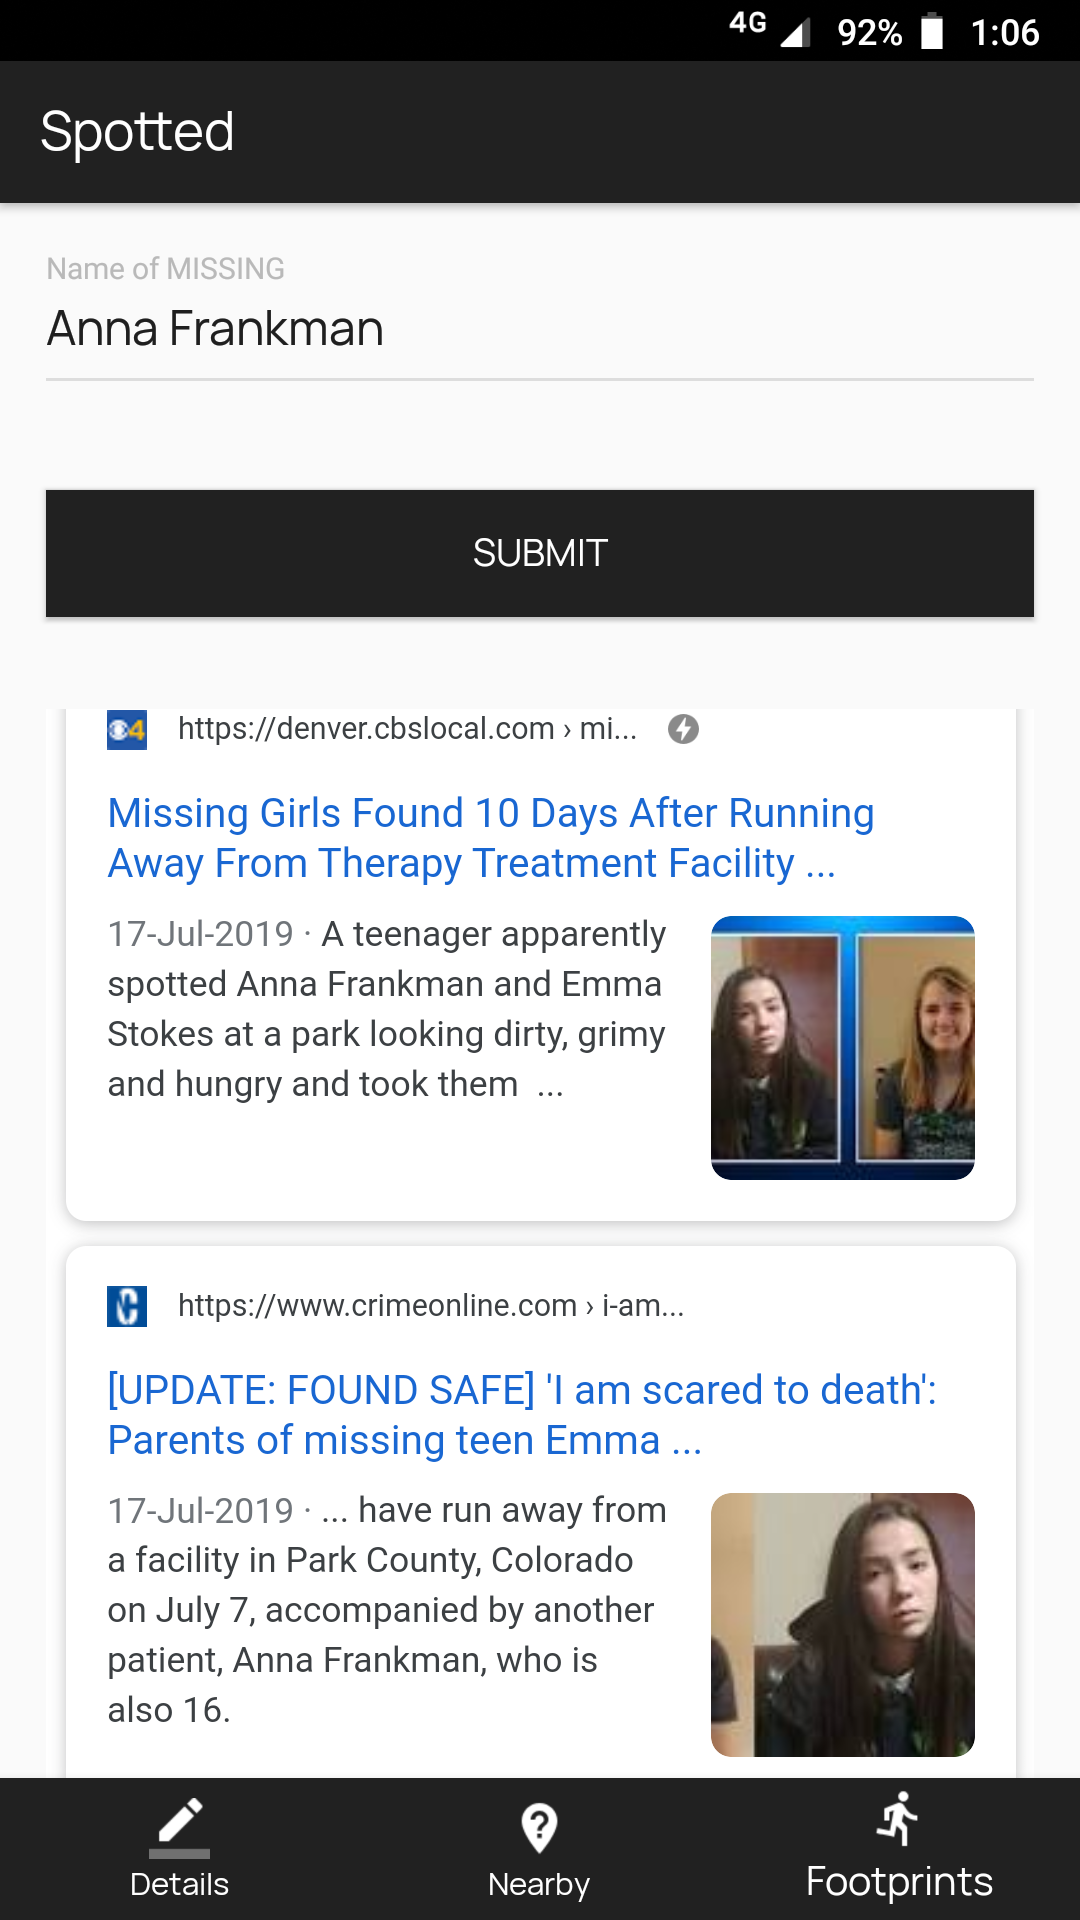 4G 92% 1:06
Spotted
Name of MISSING
Anna Frankman
SUBMIT
4 https://denver.cbslocal.com › mi...
Missing Girls Found 10 Days After Running
Away From Therapy Treatment Facility ...
17-Jul-2019 · A teenager apparently
spotted Anna Frankman and Emma
Stokes at a park looking dirty, grimy
and hungry and took them ...
https://www.crimeonline.com › i-am...
[UPDATE: FOUND SAFE] 'I am scared to death':
Parents of missing teen Emma ...
17-Jul-2019 · ... have run away from
a facility in Park County, Colorado
on July 7, accompanied by another
patient, Anna Frankman, who is
also 16.
Details Nearby Footprints